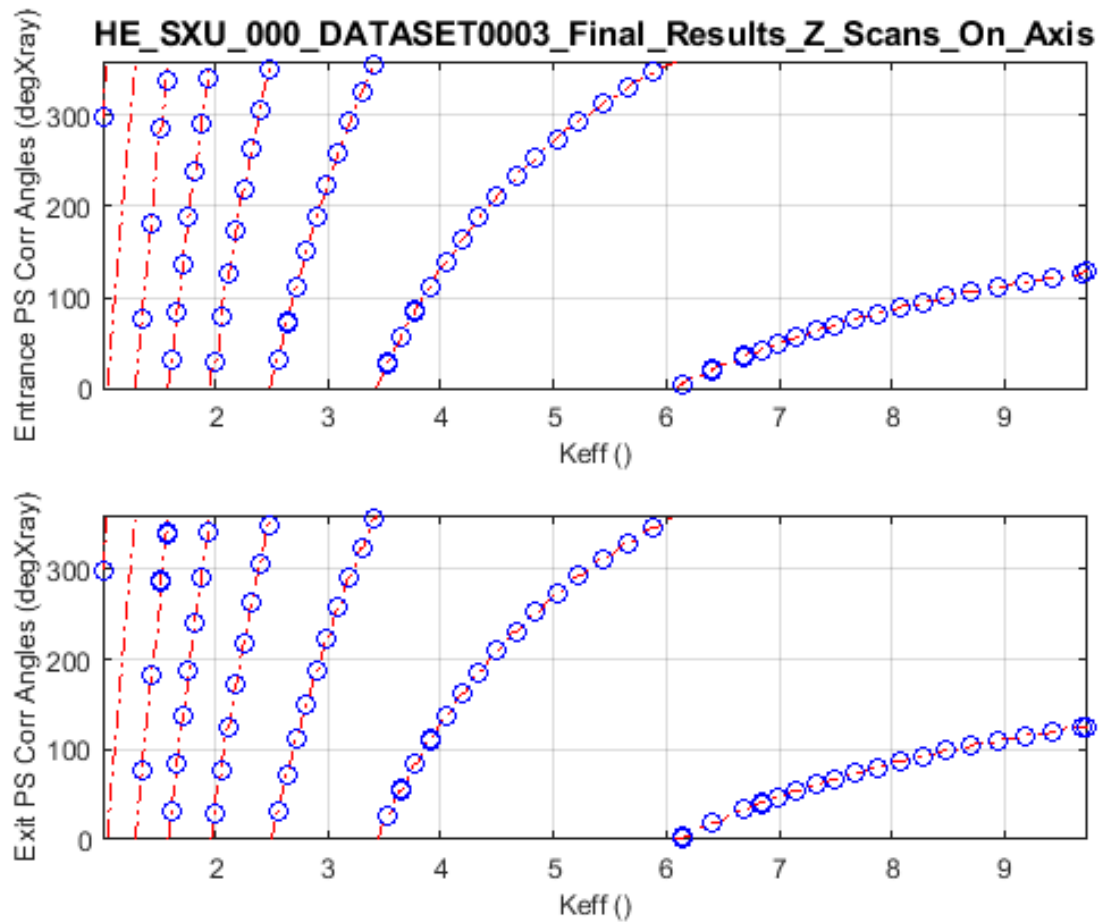 HE_SXU_000_DATASET0003_Final_Results_Z_Scans_On_Axis
Entrance PS Corr Angles (degXray)
300
200
100
0
2 3 4 5 6 7 8 9
Keff ()
Exit PS Corr Angles (degXray)
300
200
100
0
2 3 4 5 6 7 8 9
Keff ()